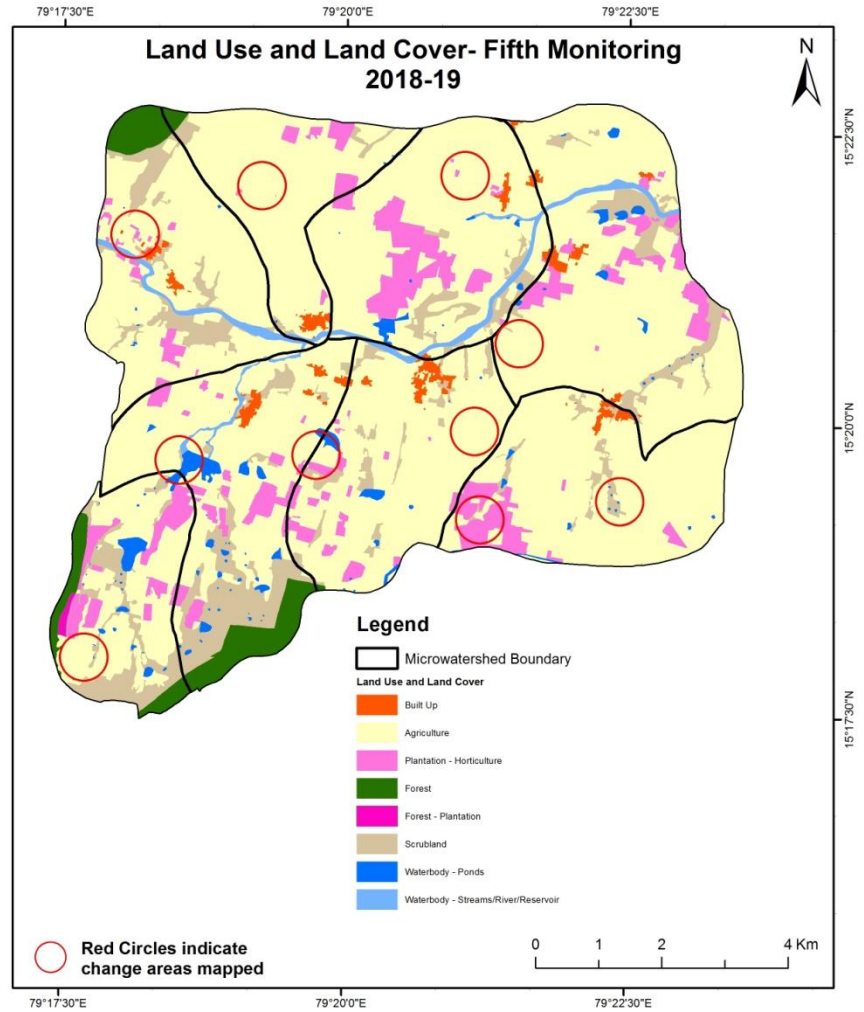 79°17'30"E
79°20'0"E
79°22'30"E
Land Use and Land Cover- Fifth Monitoring
2018-19
N
15°22'30"N
15°20'0"N
15°17'30"N
Legend
Microwatershed Boundary
Land Use and Land Cover
Built Up
Agriculture
Plantation - Horticulture
Forest
Forest - Plantation
Scrubland
Waterbody - Ponds
Waterbody - Streams/River/Reservoir
Red Circles indicate
change areas mapped
0 1 2 4 Km
79°17'30"E
79°20'0"E
79°22'30"E